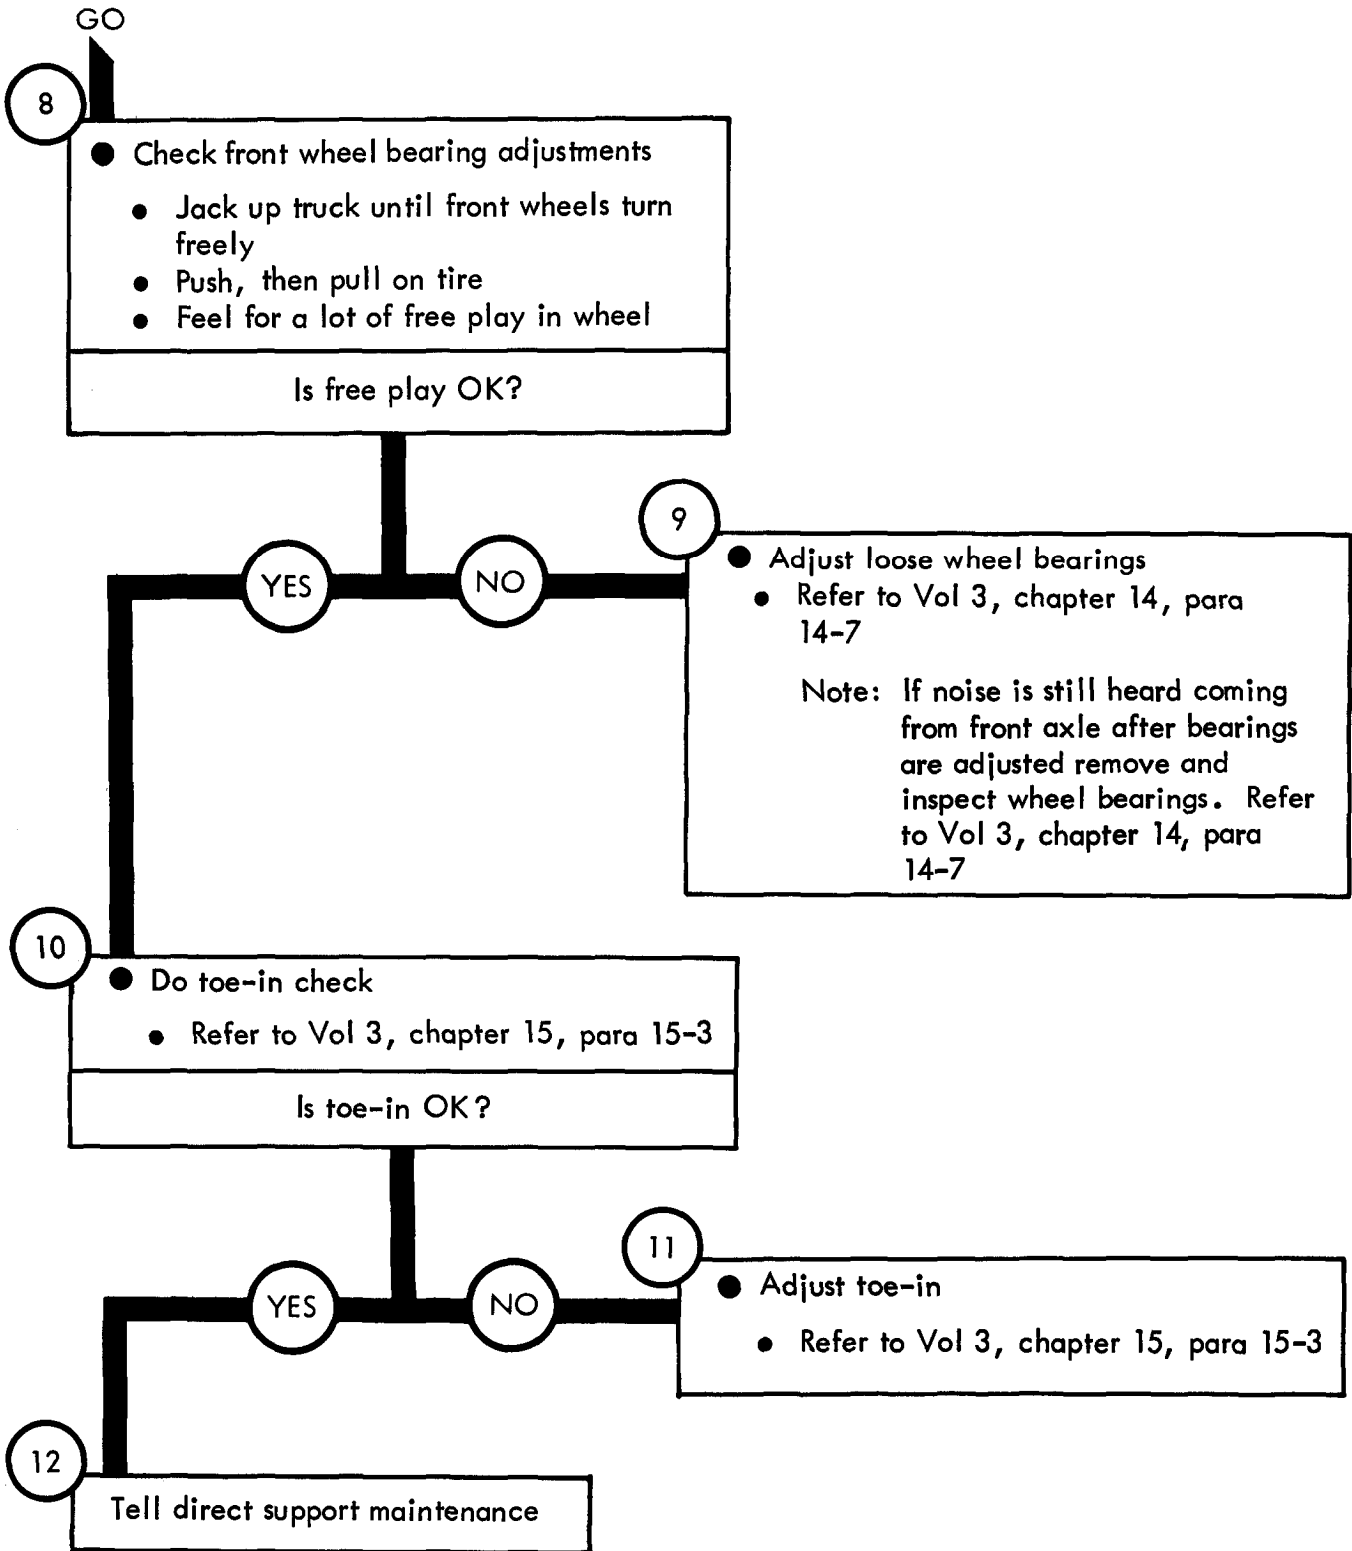 GO
8
● Check front wheel bearing adjustments
● Jack up truck until front wheels turn
freely
● Push, then pull on tire
● Feel for a lot of free play in wheel
Is free play OK?
YES
NO
9
● Adjust loose wheel bearings
● Refer to Vol 3, chapter 14, para
14-7
Note: If noise is still heard coming
from front axle after bearings
are adjusted remove and
inspect wheel bearings. Refer
to Vol 3, chapter 14, para
14-7
10
● Do toe-in check
● Refer to Vol 3, chapter 15, para 15-3
Is toe-in OK?
YES
NO
11
● Adjust toe-in
● Refer to Vol 3, chapter 15, para 15-3
12
Tell direct support maintenance